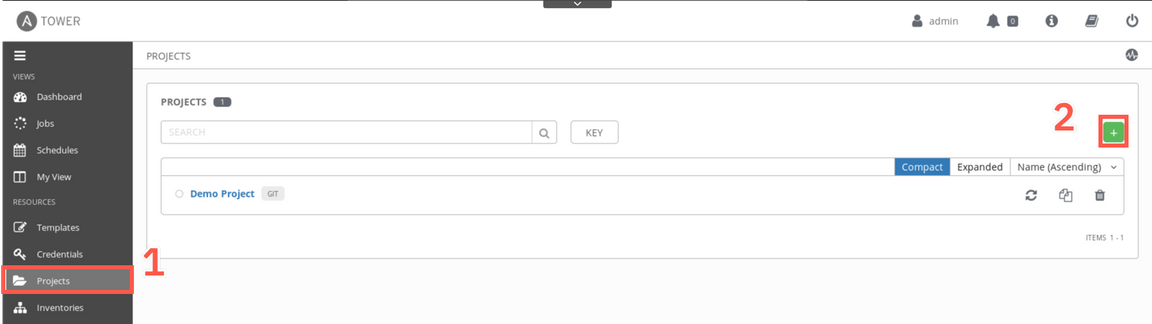 A TOWER
admin
0
VIEWS
Dashboard
Jobs
Schedules
My View
RESOURCES
Templates
Credentials
Projects
Inventories
1
PROJECTS
PROJECTS 1
SEARCH
KEY
2
+
Compact Expanded Name (Ascending)
Demo Project GIT
ITEMS 1 - 1